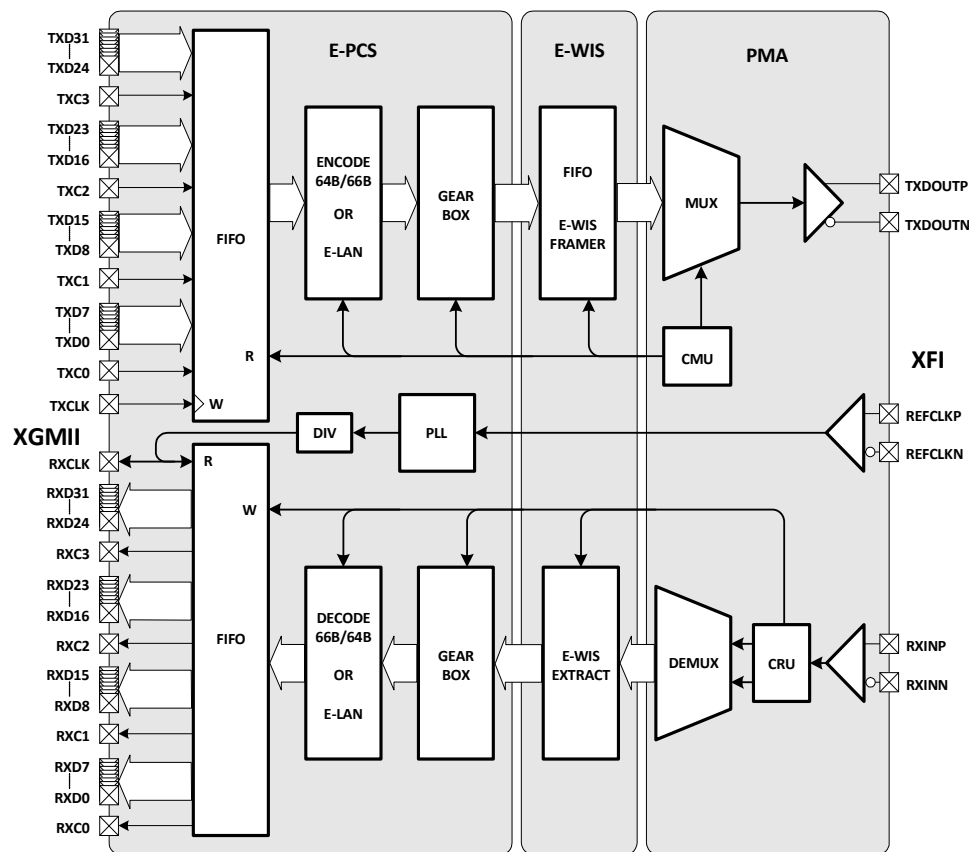 E-PCS
E-WIS
PMA
TXD31
TXD24
TXC3
TXD23
TXD16
TXC2
TXD15
TXD8
TXC1
TXD7
TXD0
TXC0
TXCLK
XGMII
RXCLK
RXD31
RXD24
RXC3
RXD23
RXD16
RXC2
RXD15
RXD8
RXC1
RXD7
RXD0
RXC0
FIFO
R
W
ENCODE
64B/66B
OR
E-LAN
GEAR
BOX
FIFO
E-WIS
FRAMER
MUX
CMU
TXDOUTP
TXDOUTN
XFI
REFCLKP
REFCLKN
DIV
PLL
R
W
FIFO
DECODE
66B/64B
OR
E-LAN
GEAR
BOX
E-WIS
EXTRACT
DEMUX
CRU
RXINP
RXINN